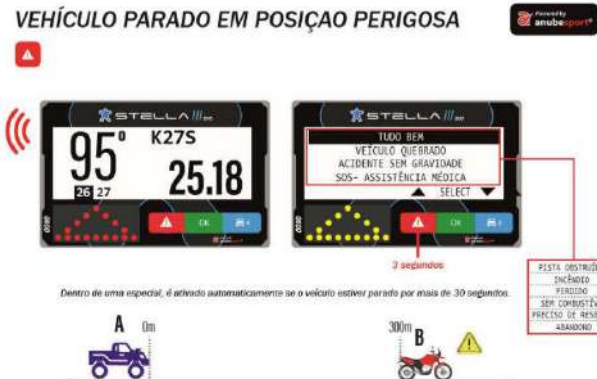 VEHÍCULO PARADO EM POSIÇAO PERIGOSA
Powered by
anubesport
STELLA III
95° K27S
26 27 25.18
OK
STELLA III
TUDO BEM
VEÍCULO QUEBRADO
ACIDENTE SEM GRAVIDADE
SOS- ASSISTÊNCIA MÉDICA
SELECT
OK
3 segundos
Dentro de uma especial, é ativado automaticamente se o veículo estiver parado por mais de 30 segundos.
PISTA OBSTRUÍ
INCÊNDIO
PERDIDO
SEM COMBUSTÍV
PRECISO DE RESG
ABANDONO
A 0m
300m B